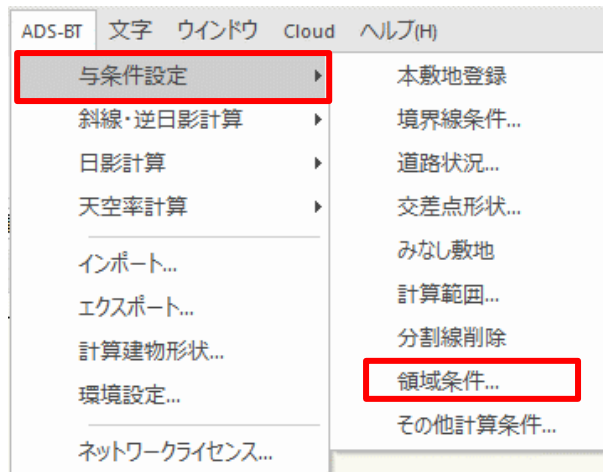 ADS-BT 文字 ウインドウ Cloud ヘルプ(H)
与条件設定
斜線・逆日影計算
日影計算
天空率計算
インポート...
エクスポート...
計算建物形状...
環境設定...
ネットワークライセンス...
本敷地登録
境界線条件...
道路状況...
交差点形状...
みなし敷地
計算範囲...
分割線削除
領域条件...
その他計算条件...